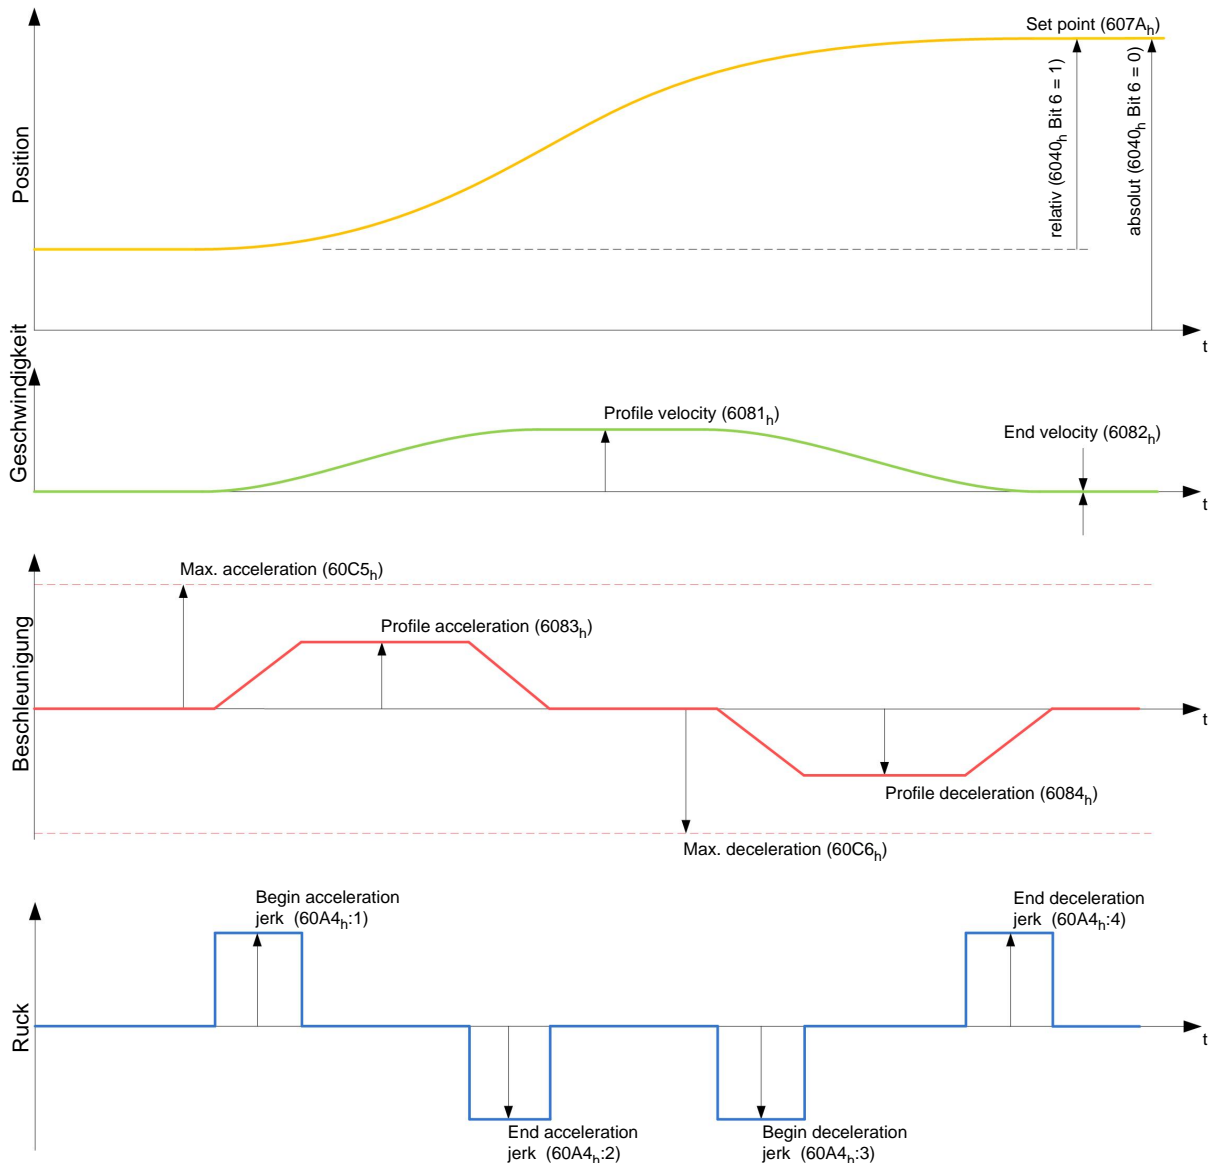 Set point (607Ah)
Position
relativ (6040h Bit 6 = 1)
absolut (6040h Bit 6 = 0)
t
Geschwindigkeit
Profile velocity (6081h)
End velocity (6082h)
t
Beschleunigung
Max. acceleration (60C5h)
Profile acceleration (6083h)
t
Profile deceleration (6084h)
Max. deceleration (60C6h)
Ruck
Begin acceleration
jerk (60A4h:1)
End deceleration
jerk (60A4h:4)
t
End acceleration
jerk (60A4h:2)
Begin deceleration
jerk (60A4h:3)